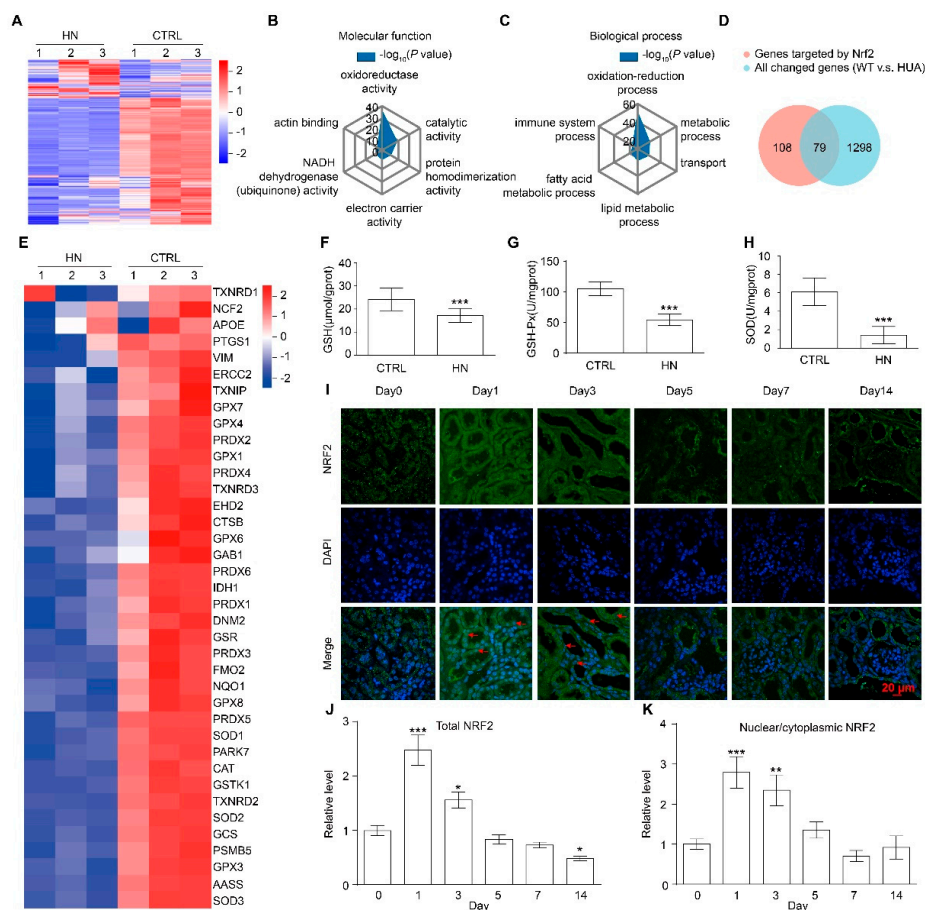 A
HN
CTRL
1 2 3 1 2 3
2
1
0
-1
-2
B
Molecular function
-log10(P value)
oxidoreductase
activity
40
30
20
10
0
actin binding
catalytic
activity
NADH
dehydrogenase
(ubiquinone) activity
protein
homodimerization
activity
electron carrier
activity
C
Biological process
-log10(P value)
oxidation-reduction
process
60
40
20
0
immune system
process
metabolic
process
transport
fatty acid
metabolic process
lipid metabolic
process
D
Genes targeted by Nrf2
All changed genes (WT v.s. HUA)
108 79 1298
E
HN
CTRL
1 2 3 1 2 3
2
1
0
-1
-2
TXNRD1
NCF2
APOE
PTGS1
VIM
ERCC2
TXNIP
GPX7
GPX4
PRDX2
GPX1
PRDX4
TXNRD3
EHD2
CTSB
GPX6
GAB1
PRDX6
IDH1
PRDX1
DNM2
GSR
PRDX3
FMO2
NQO1
GPX8
PRDX5
SOD1
PARK7
CAT
GSTK1
TXNRD2
SOD2
GCS
PSMB5
GPX3
AASS
SOD3
F
GSH(μmol/gprot)
40
30
20
10
0
***
CTRL HN
G
GSH-Px(U/mgprot)
150
100
50
0
***
CTRL HN
H
SOD(U/mgprot)
8
6
4
2
0
***
CTRL HN
I
Day0 Day1 Day3 Day5 Day7 Day14
NRF2
DAPI
Merge
20 μm
J
Total NRF2
Relative level
3
2
1
0
***
*
*
0 1 3 5 7 14
Day
K
Nuclear/cytoplasmic NRF2
Relative level
4
3
2
1
0
***
**
0 1 3 5 7 14
Day